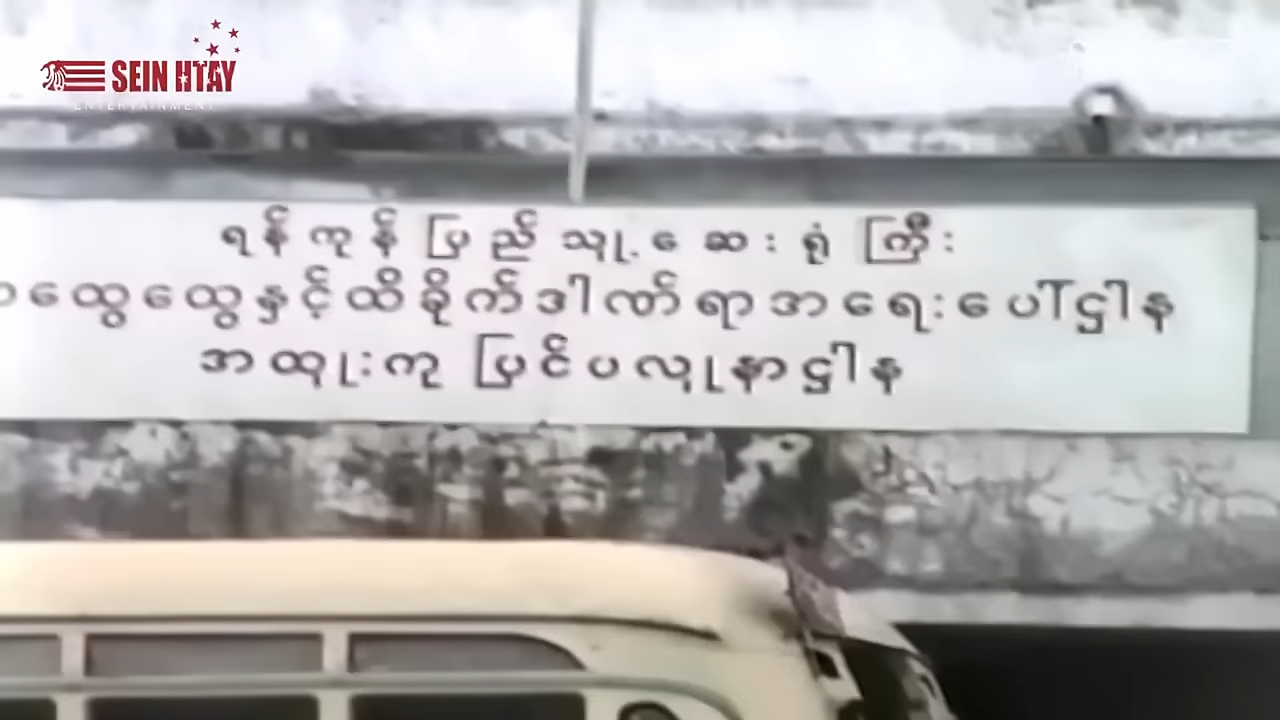 SEIN HTAY
ENTERTAINMENT
ရန်ကုန်ပြည်သူ့ဆေးရုံကြီး
ထွေထွေနှင့်ထိခိုက်ဒါဏ်ရာအရေးပေါ်ဌါန
အထူးကုပြင်ပလူနာဌါန